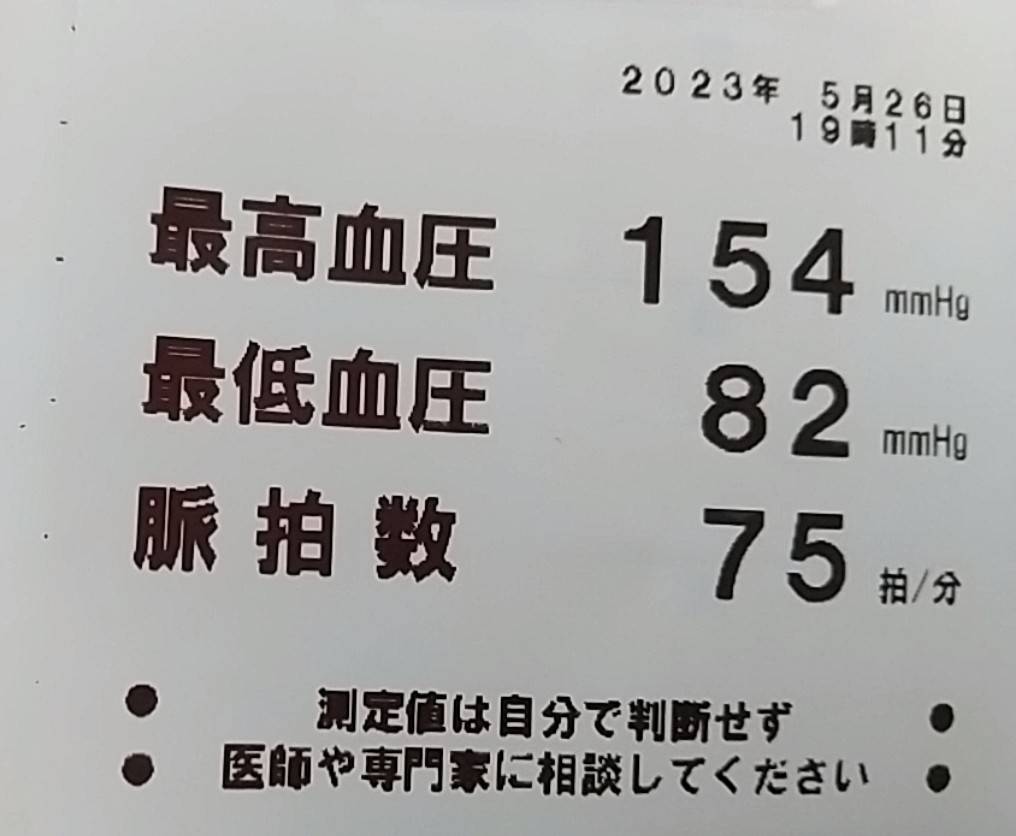 2023年 5月26日
19時11分
最高血圧 154 mmHg
最低血圧 82 mmHg
脈拍数 75 拍/分
● 測定値は自分で判断せず ●
● 医師や専門家に相談してください ●